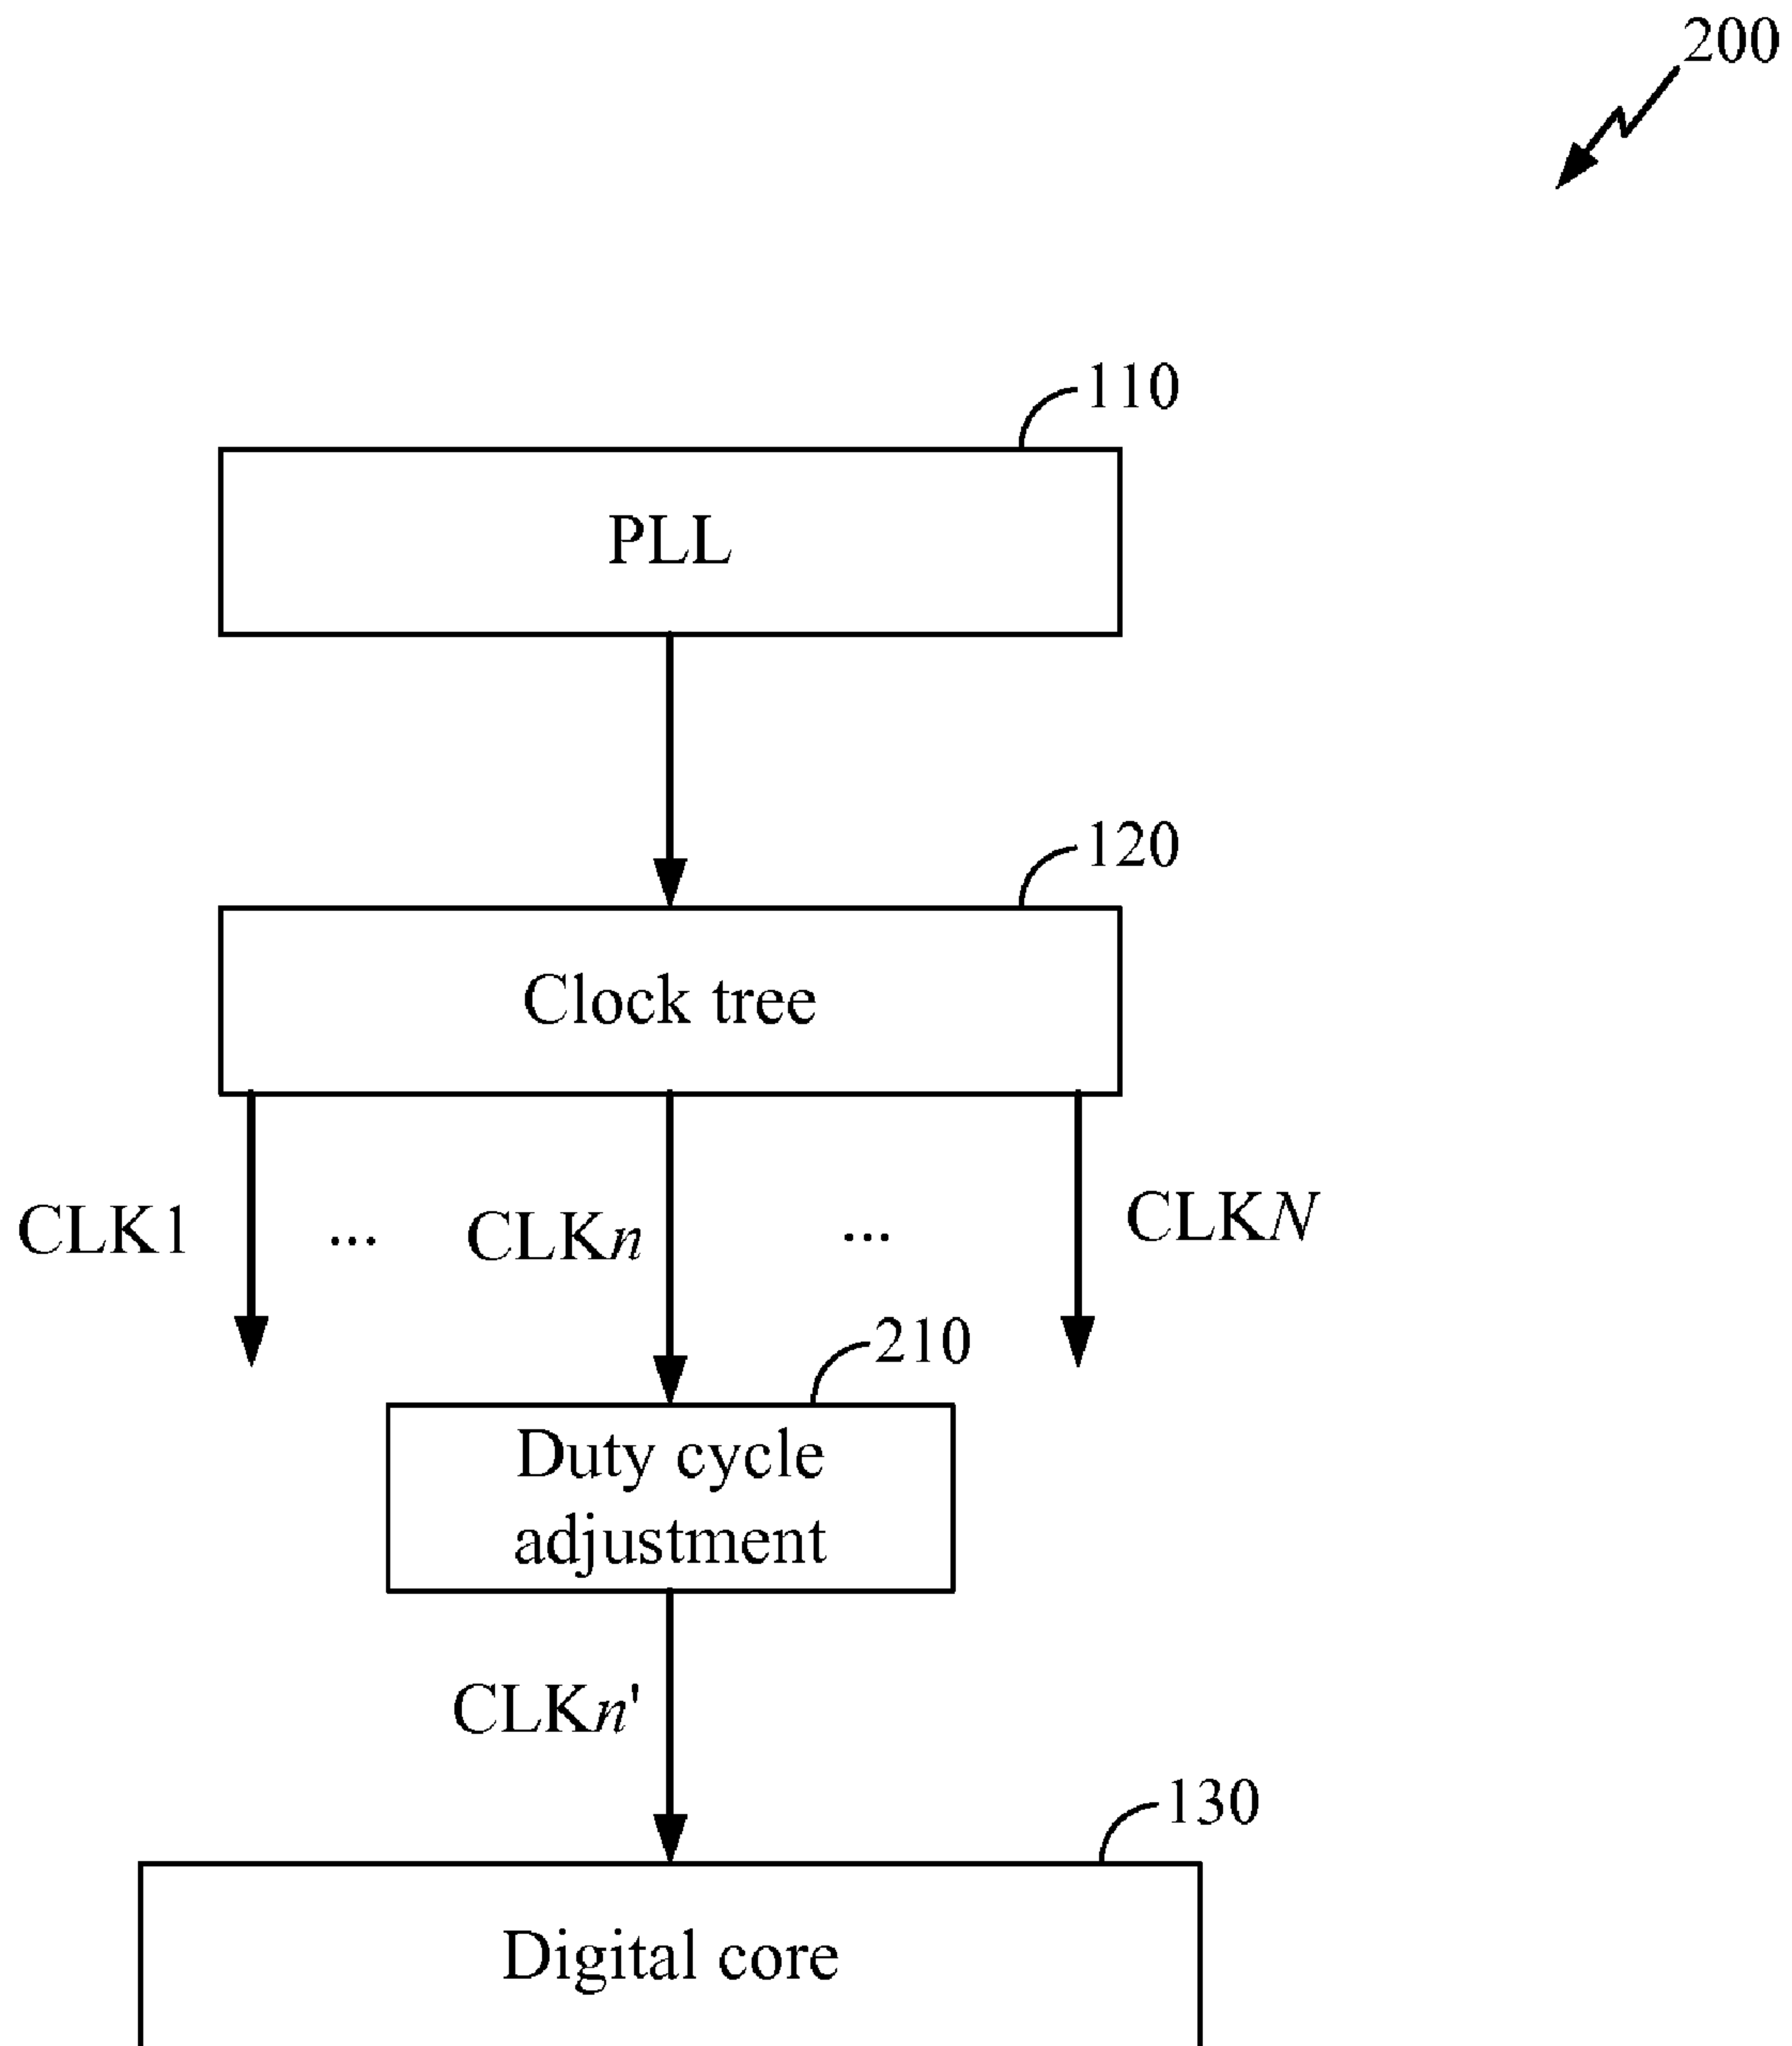 200
110
PLL
120
Clock tree
CLK1 ... CLKn ... CLKN
210
Duty cycle
adjustment
CLKn'
130
Digital core